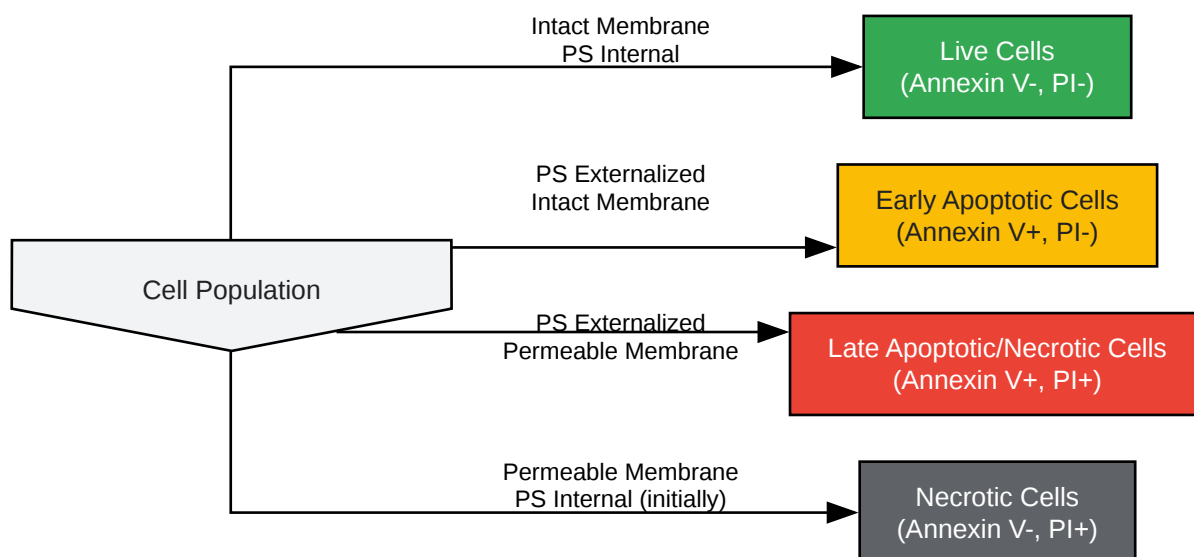 Intact Membrane
PS Internal
Live Cells
(Annexin V-, PI-)
PS Externalized
Intact Membrane
Early Apoptotic Cells
(Annexin V+, PI-)
Cell Population
PS Externalized
Permeable Membrane
Late Apoptotic/Necrotic Cells
(Annexin V+, PI+)
Permeable Membrane
PS Internal (initially)
Necrotic Cells
(Annexin V-, PI+)